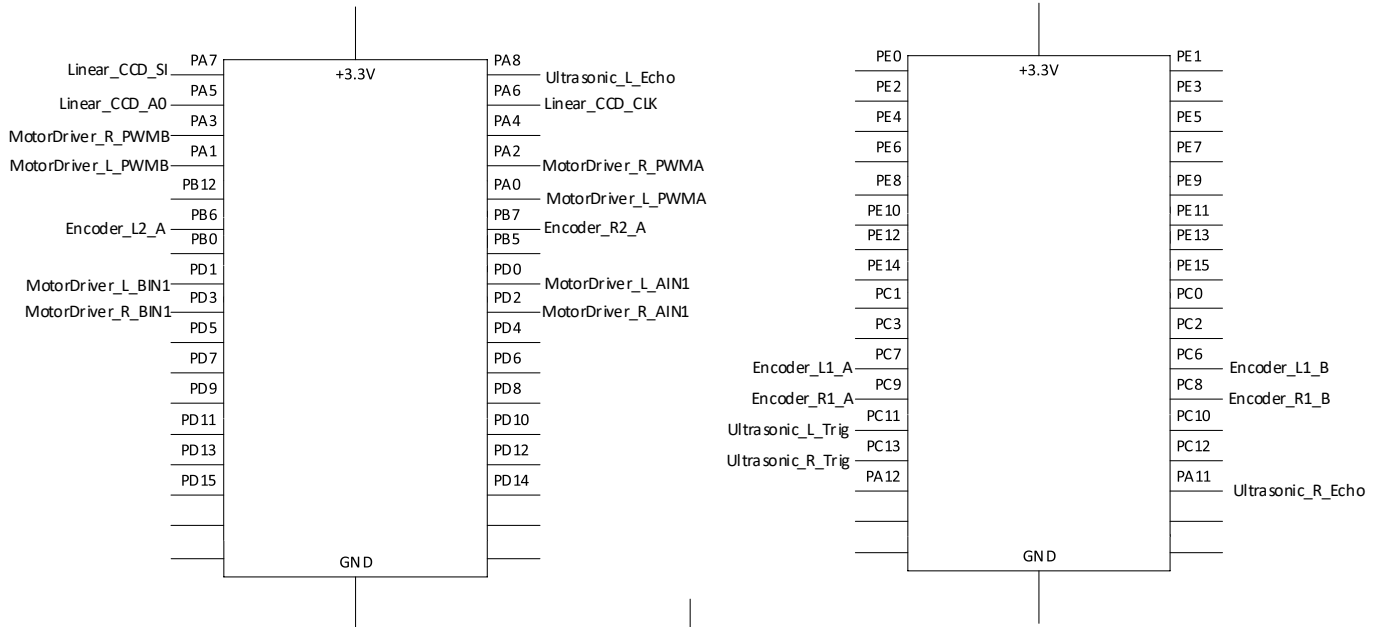 PA7 PA8
Linear_CCD_SI +3.3V Ultrasonic_L_Echo
PA5 PA6
Linear_CCD_A0 Linear_CCD_CLK
PA3 PA4
MotorDriver_R_PWMB
PA1 PA2
MotorDriver_L_PWMB MotorDriver_R_PWMA
PB12 PA0
MotorDriver_L_PWMA
PB6 PB7
Encoder_L2_A Encoder_R2_A
PB0 PB5
PD1 PD0
MotorDriver_L_BIN1 MotorDriver_L_AIN1
PD3 PD2
MotorDriver_R_BIN1 MotorDriver_R_AIN1
PD5 PD4
PD7 PD6
PD9 PD8
PD11 PD10
PD13 PD12
PD15 PD14
GND
PE0 PE1
+3.3V
PE2 PE3
PE4 PE5
PE6 PE7
PE8 PE9
PE10 PE11
PE12 PE13
PE14 PE15
PC1 PC0
PC3 PC2
PC7 PC6
Encoder_L1_A Encoder_L1_B
PC9 PC8
Encoder_R1_A Encoder_R1_B
PC11 PC10
Ultrasonic_L_Trig
PC13 PC12
Ultrasonic_R_Trig
PA12 PA11
Ultrasonic_R_Echo
GND